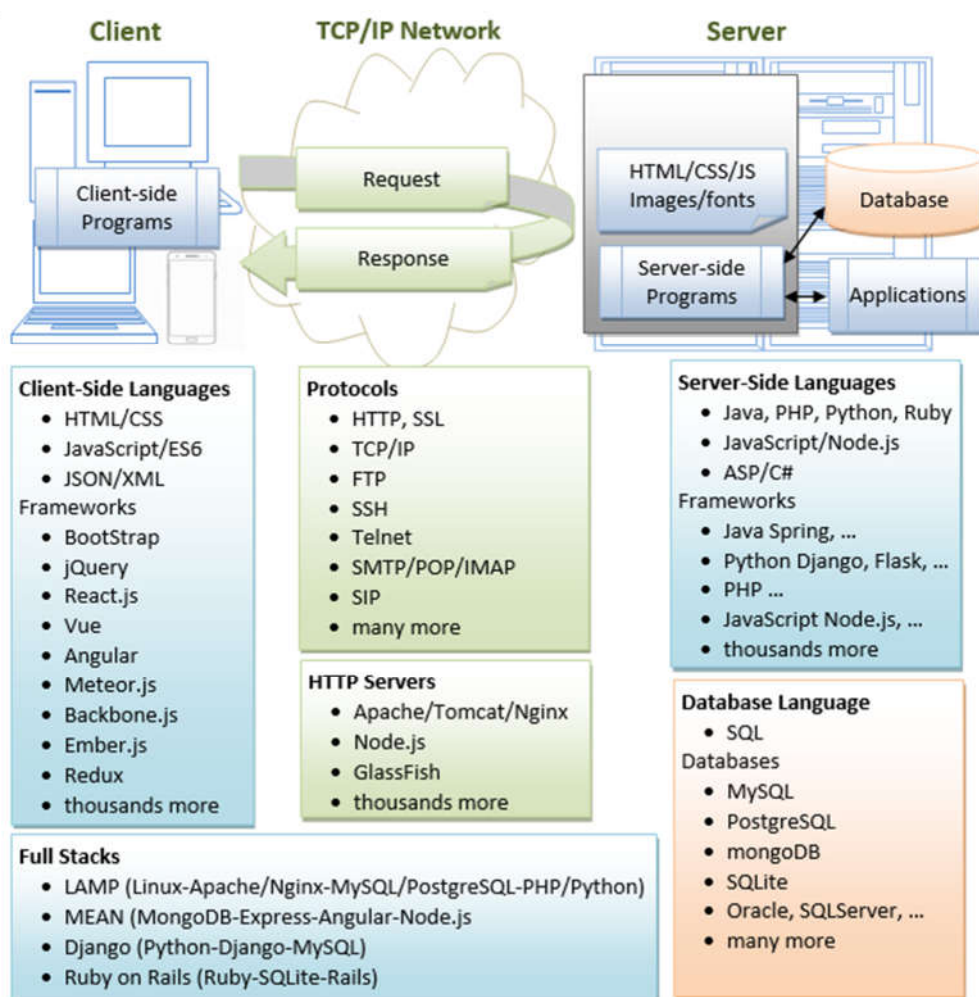 Client
TCP/IP Network
Server
Client-side
Programs
Request
Response
HTML/CSS/JS
Images/fonts
Server-side
Programs
Database
Applications
Client-Side Languages
• HTML/CSS
• JavaScript/ES6
• JSON/XML
Frameworks
• BootStrap
• jQuery
• React.js
• Vue
• Angular
• Meteor.js
• Backbone.js
• Ember.js
• Redux
• thousands more
Protocols
• HTTP, SSL
• TCP/IP
• FTP
• SSH
• Telnet
• SMTP/POP/IMAP
• SIP
• many more
HTTP Servers
• Apache/Tomcat/Nginx
• Node.js
• GlassFish
• thousands more
Server-Side Languages
• Java, PHP, Python, Ruby
• JavaScript/Node.js
• ASP/C#
Frameworks
• Java Spring, ...
• Python Django, Flask, ...
• PHP ...
• JavaScript Node.js, ...
• thousands more
Database Language
• SQL
Databases
• MySQL
• PostgreSQL
• mongoDB
• SQLite
• Oracle, SQLServer, ...
• many more
Full Stacks
• LAMP (Linux-Apache/Nginx-MySQL/PostgreSQL-PHP/Python)
• MEAN (MongoDB-Express-Angular-Node.js
• Django (Python-Django-MySQL)
• Ruby on Rails (Ruby-SQLite-Rails)